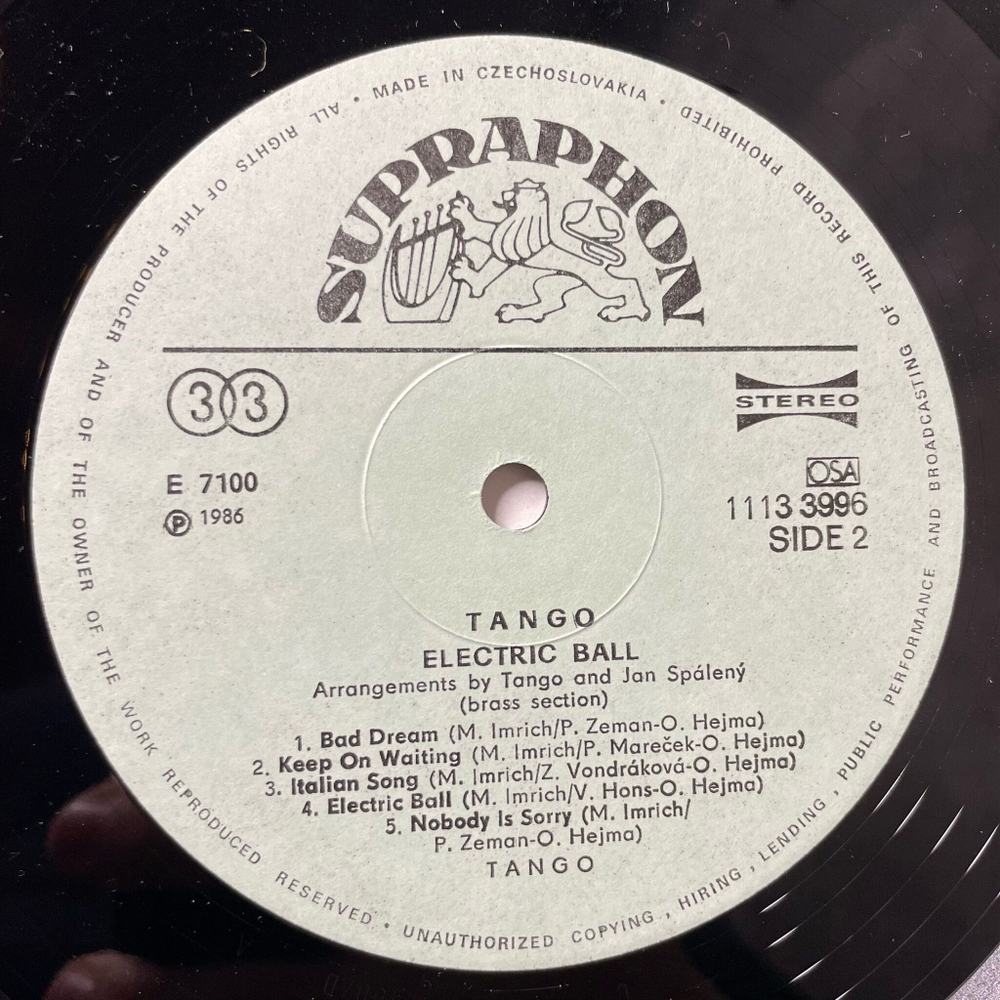 MADE IN CZECHOSLOVAKIA • ALL RIGHTS OF THE PRODUCER AND OF THE OWNER OF THE WORK REPRODUCED RESERVED • UNAUTHORIZED COPYING, HIRING, LENDING, PUBLIC PERFORMANCE AND BROADCASTING OF THIS RECORD PROHIBITED •
SUPRAPHON
33
STEREO
E 7100
OSA
Ⓟ 1986
1113 3996
SIDE 2
TANGO
ELECTRIC BALL
Arrangements by Tango and Jan Spálený
(brass section)
1. Bad Dream (M. Imrich/P. Zeman-O. Hejma)
2. Keep On Waiting (M. Imrich/P. Mareček-O. Hejma)
3. Italian Song (M. Imrich/Z. Vondráková-O. Hejma)
4. Electric Ball (M. Imrich/V. Hons-O. Hejma)
5. Nobody Is Sorry (M. Imrich/
P. Zeman-O. Hejma)
TANGO